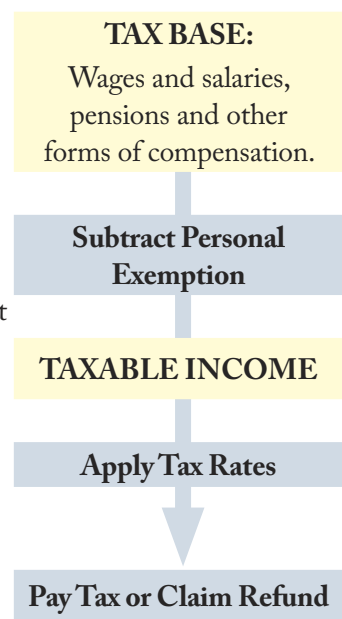 TAX BASE:
Wages and salaries,
pensions and other
forms of compensation.
Subtract Personal
Exemption
t
TAXABLE INCOME
Apply Tax Rates
Pay Tax or Claim Refund